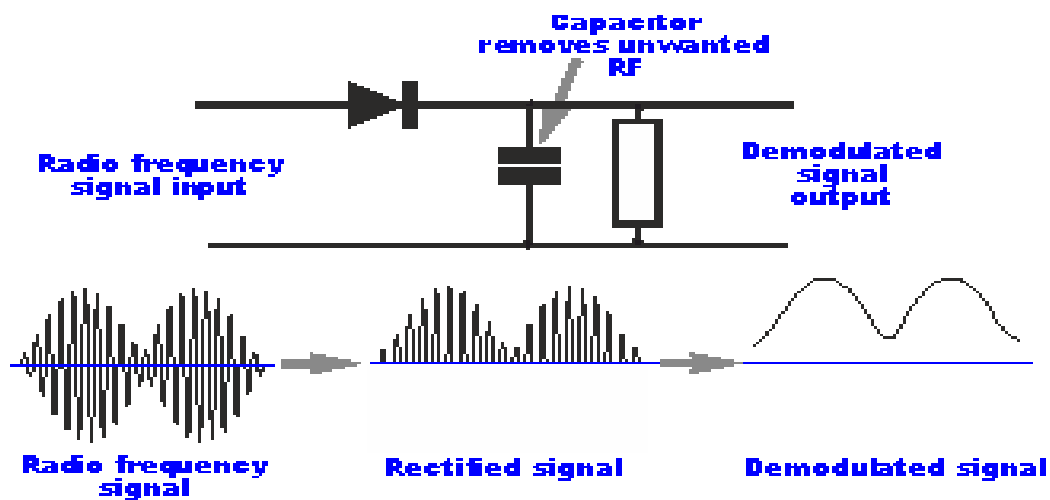 Capacitor
removes unwanted
RF
Radio frequency
signal input
Demodulated
signal
output
Radio frequency
signal
Rectified signal
Demodulated signal